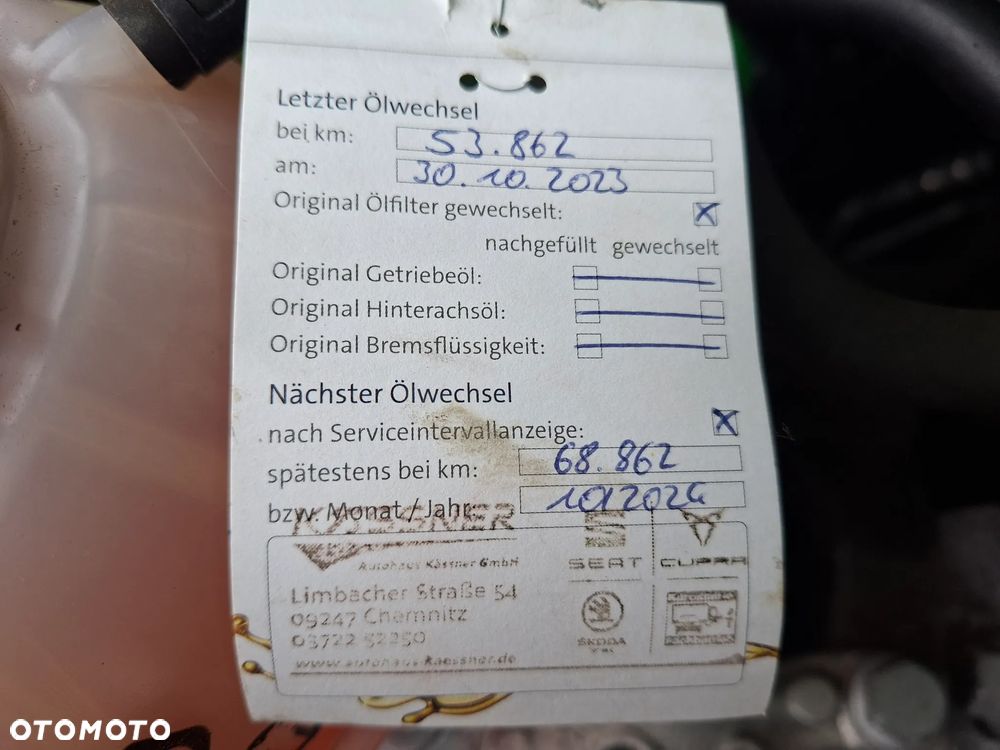 Letzter Ölwechsel
bei km: 53.862
am: 30.10.2023
Original Ölfilter gewechselt:
nachgefüllt gewechselt
Original Getriebeöl:
Original Hinterachsöl:
Original Bremsflüssigkeit:
Nächster Ölwechsel
nach Serviceintervallanzeige:
spätestens bei km: 68.862
bzw. Monat / Jahr: 10/2024
KÄSSNER
Autohaus Kässner GmbH
SEAT CUPRA
Limbacher Straße 54
09247 Chemnitz
03722 52250
ŠKODA
www.autohaus-kaessner.de
OTOMOTO